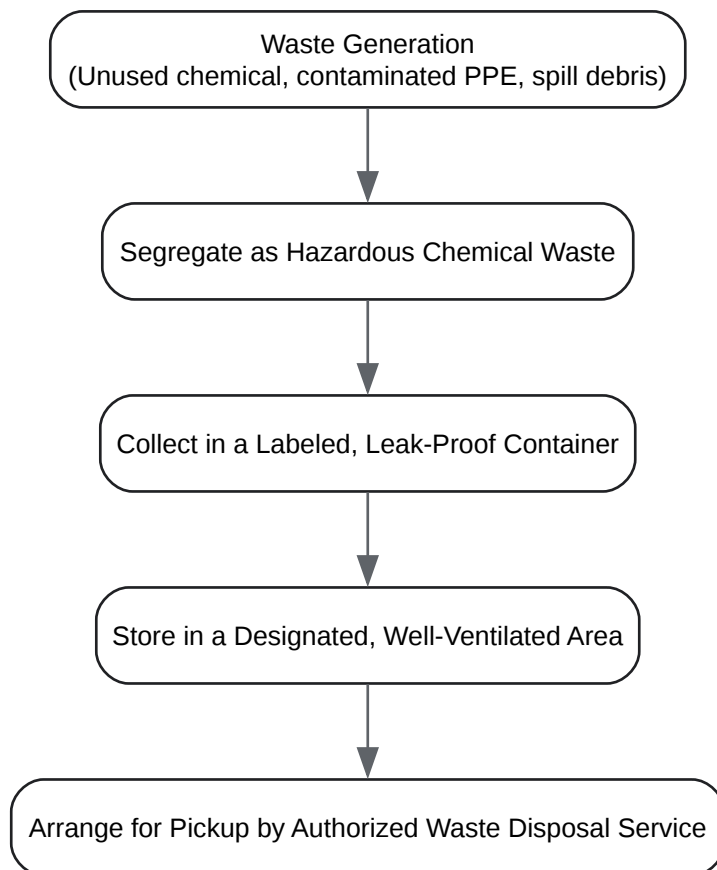 Waste Generation
(Unused chemical, contaminated PPE, spill debris)
Segregate as Hazardous Chemical Waste
Collect in a Labeled, Leak-Proof Container
Store in a Designated, Well-Ventilated Area
Arrange for Pickup by Authorized Waste Disposal Service